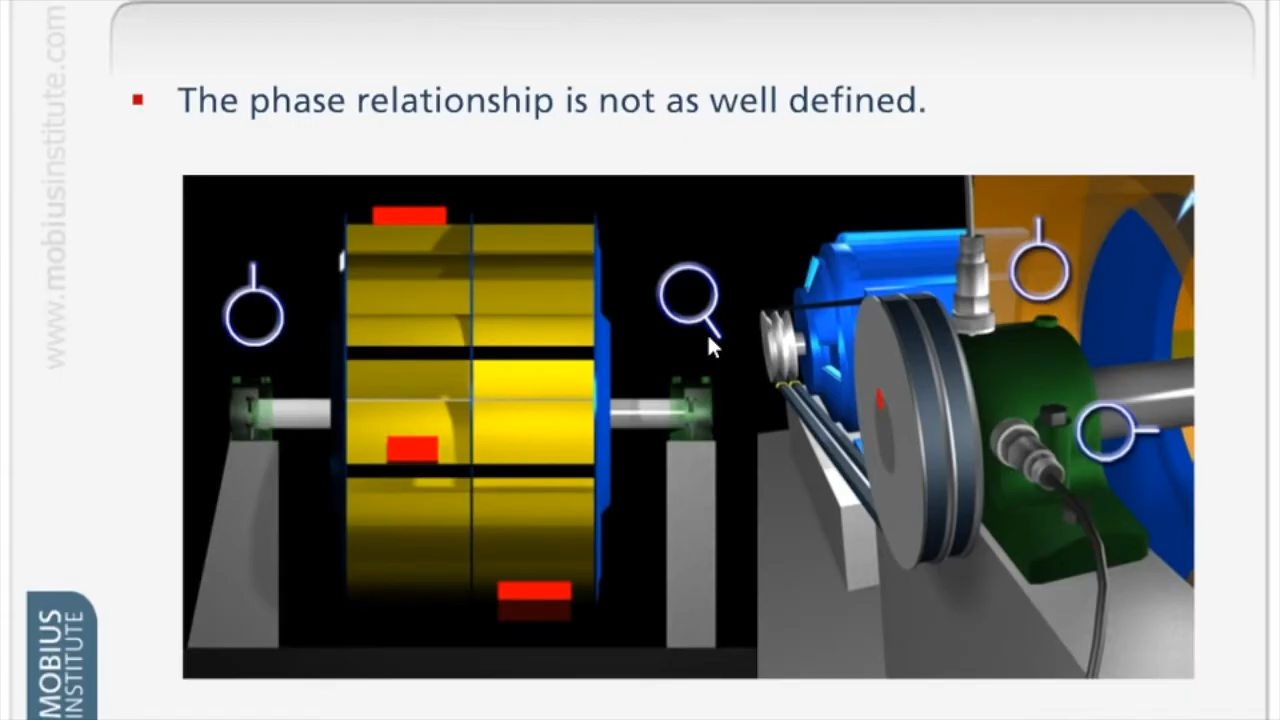 www.mobiusinstitute.com
The phase relationship is not as well defined.
MOBIUS
INSTITUTE